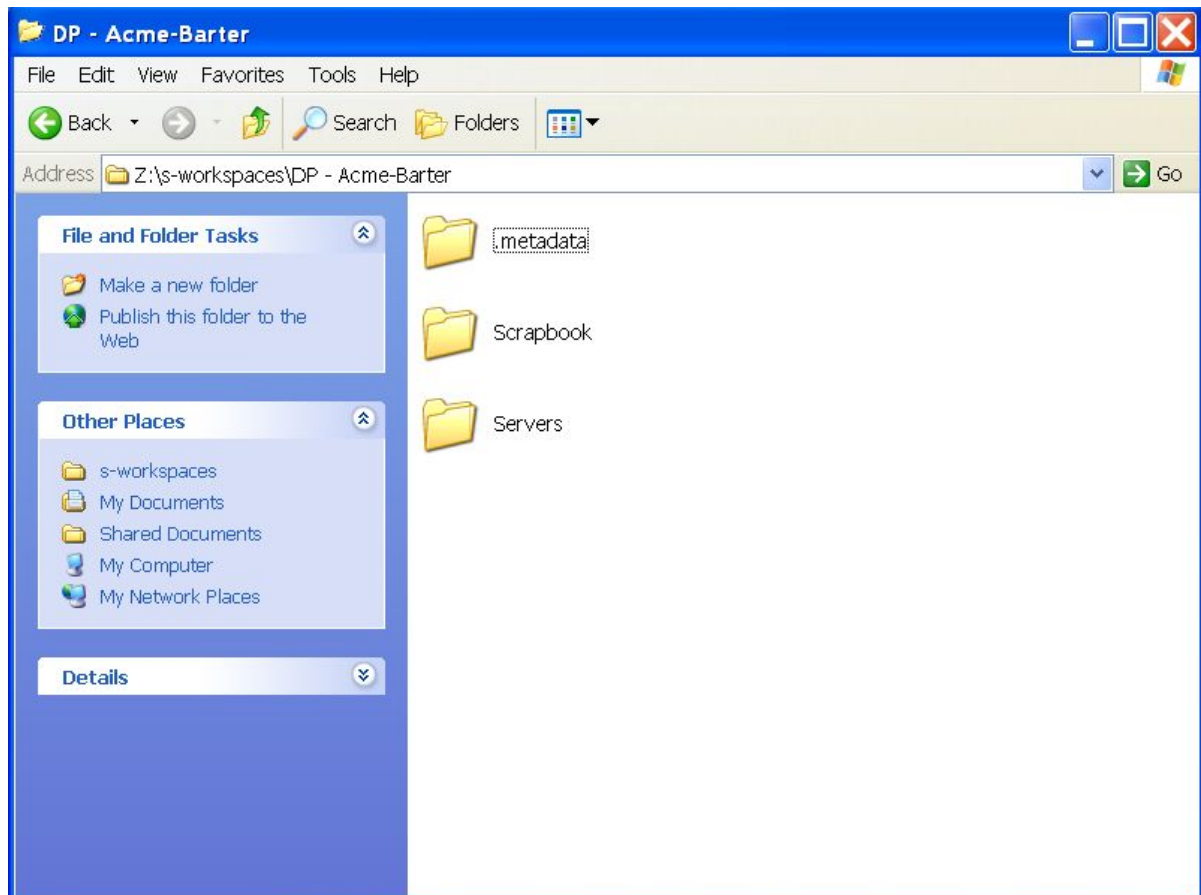 DP - Acme-Barter
File Edit View Favorites Tools Help
Back Search Folders
Address Z:\s-workspaces\DP - Acme-Barter Go
File and Folder Tasks
Make a new folder
Publish this folder to the
Web
Other Places
s-workspaces
My Documents
Shared Documents
My Computer
My Network Places
Details
.metadata
Scrapbook
Servers